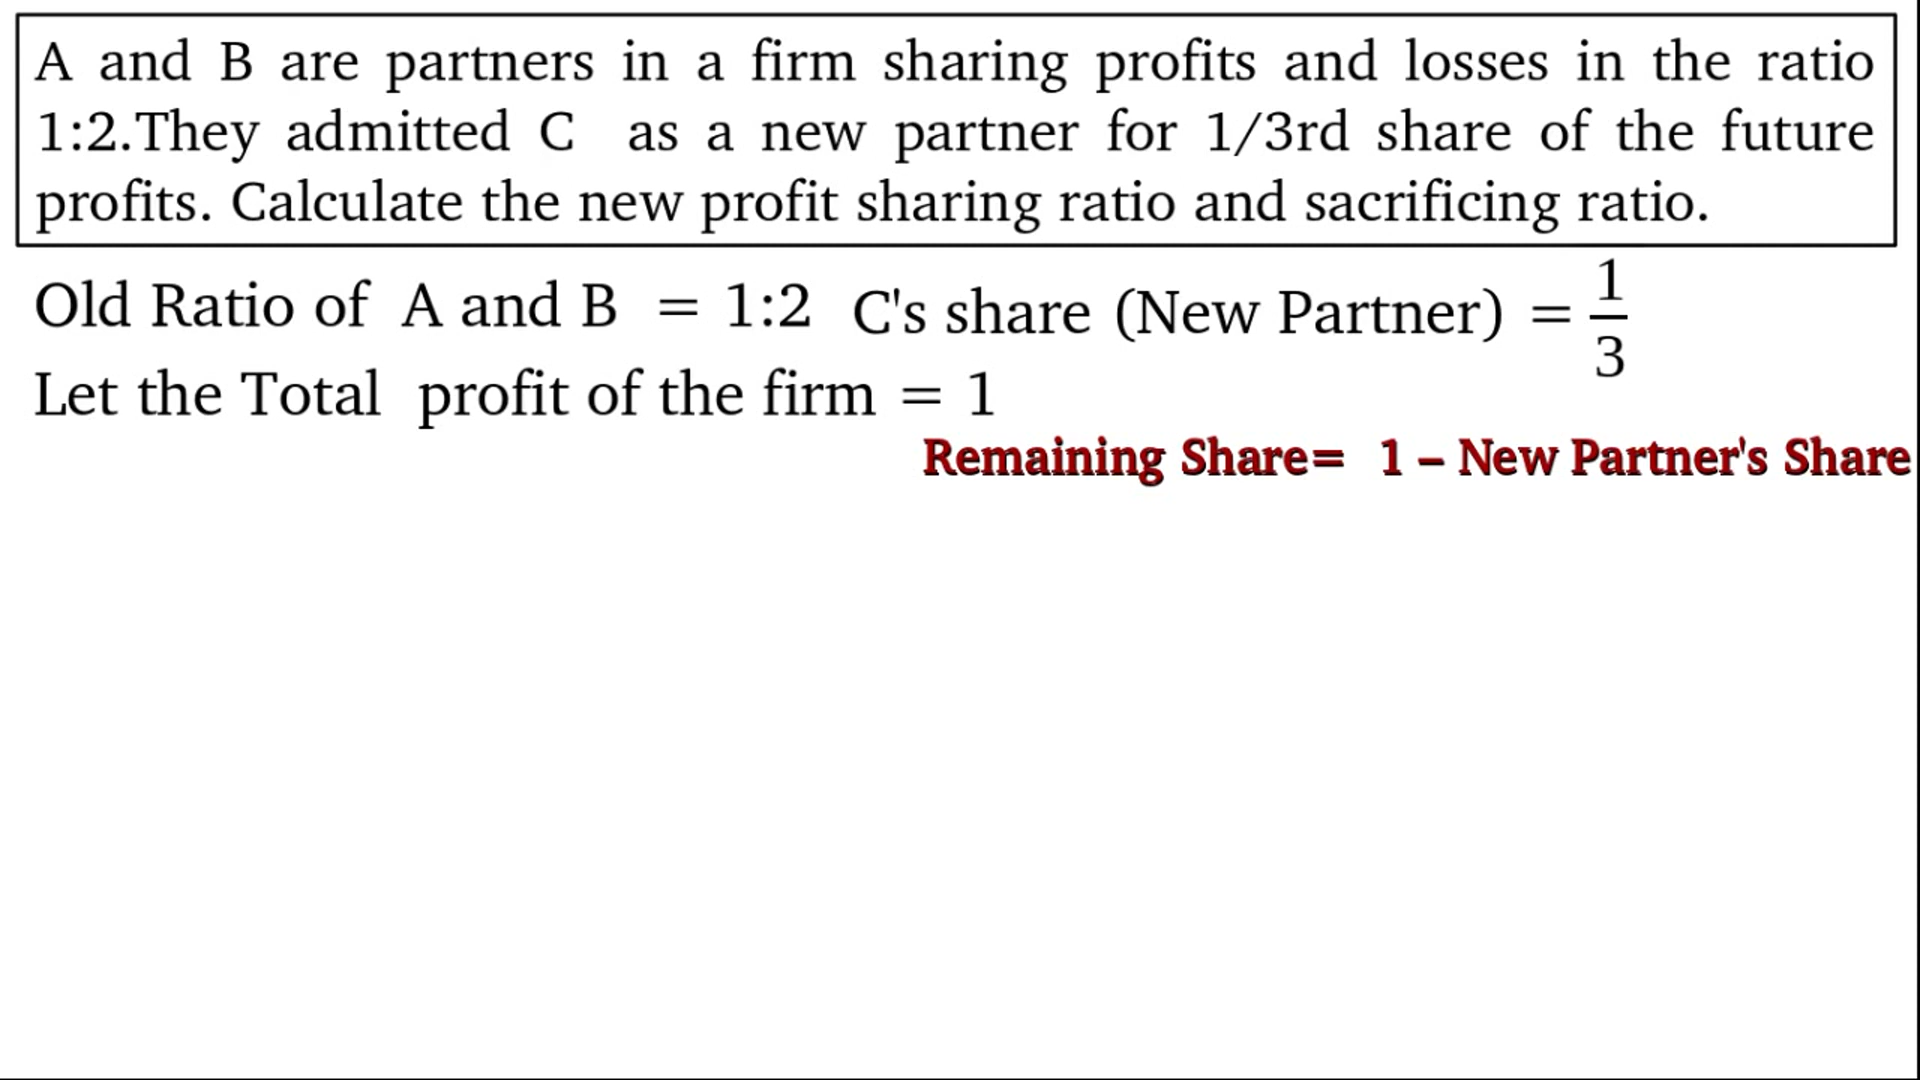 A and B are partners in a firm sharing profits and losses in the ratio
1:2.They admitted C as a new partner for 1/3rd share of the future
profits. Calculate the new profit sharing ratio and sacrificing ratio.
Old Ratio of A and B = 1:2 C's share (New Partner) = 1/3
Let the Total profit of the firm = 1
Remaining Share= 1 – New Partner's Share